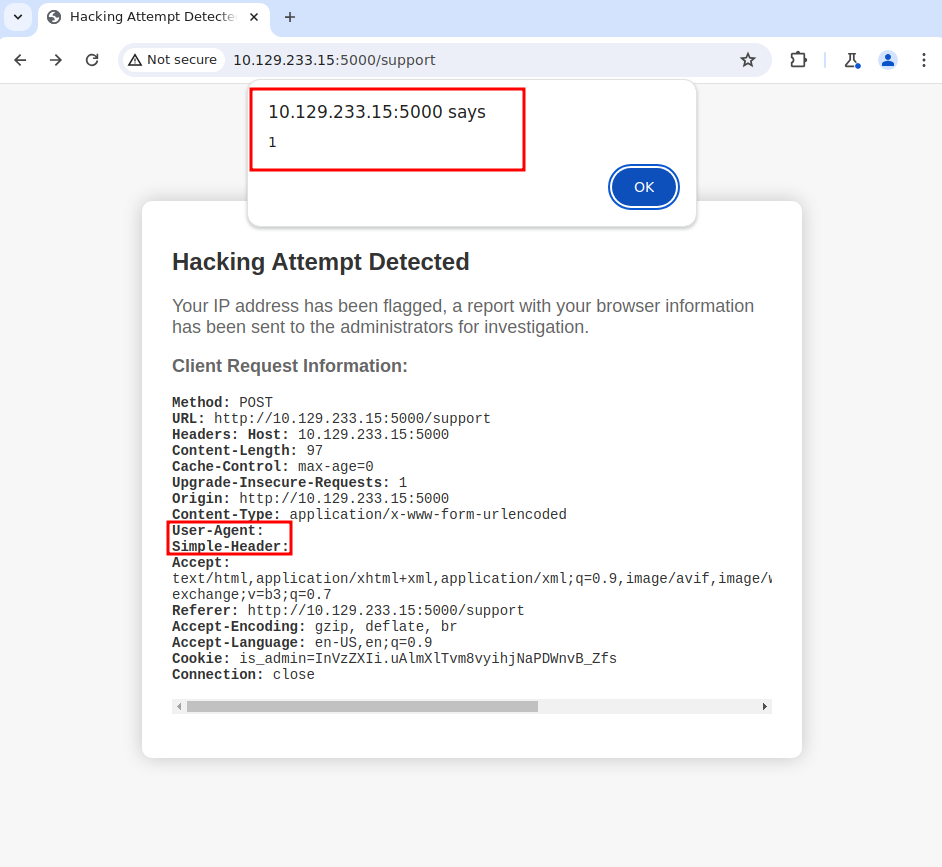 Hacking Attempt Detecte
Not secure
10.129.233.15:5000/support
10.129.233.15:5000 says
1
OK
Hacking Attempt Detected
Your IP address has been flagged, a report with your browser information
has been sent to the administrators for investigation.
Client Request Information:
Method: POST
URL: http://10.129.233.15:5000/support
Headers: Host: 10.129.233.15:5000
Content-Length: 97
Cache-Control: max-age=0
Upgrade-Insecure-Requests: 1
Origin: http://10.129.233.15:5000
Content-Type: application/x-www-form-urlencoded
User-Agent:
Simple-Header:
Accept:
text/html,application/xhtml+xml,application/xml;q=0.9,image/avif,image/w
exchange;v=b3;q=0.7
Referer: http://10.129.233.15:5000/support
Accept-Encoding: gzip, deflate, br
Accept-Language: en-US,en;q=0.9
Cookie: is_admin=InVzZXIi.uAlmXlTvm8vyihjNaPDWnvB_Zfs
Connection: close